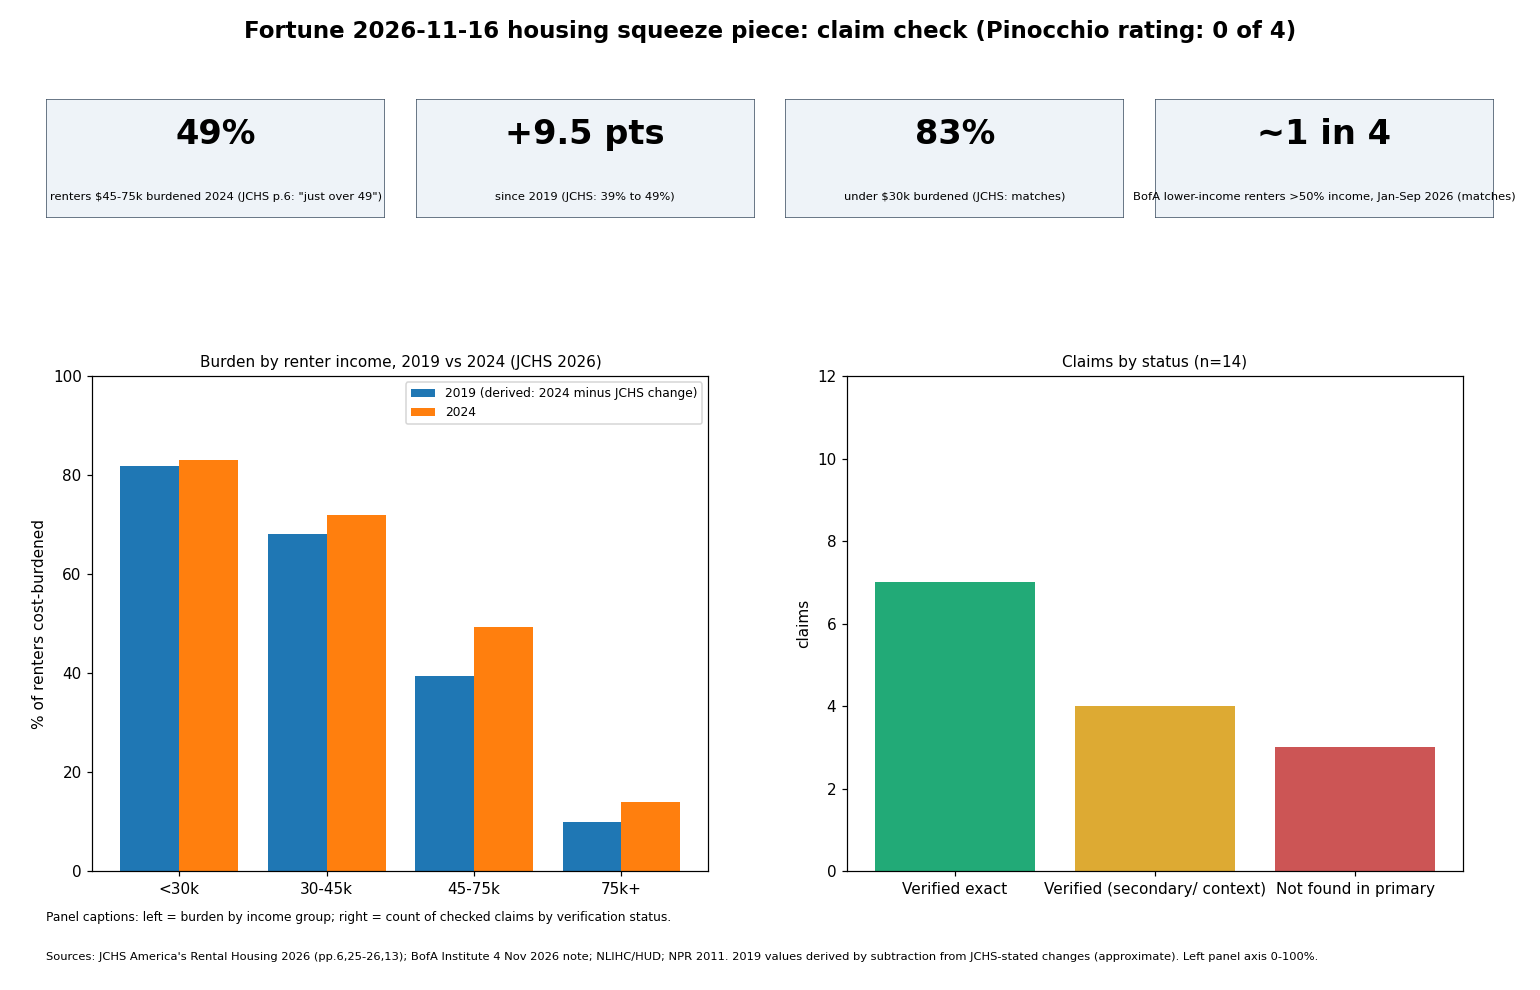 Fortune 2026-11-16 housing squeeze piece: claim check (Pinocchio rating: 0 of 4)
49%
renters $45-75k burdened 2024 (JCHS p.6: "just over 49")
+9.5 pts
since 2019 (JCHS: 39% to 49%)
83%
under $30k burdened (JCHS: matches)
~1 in 4
BofA lower-income renters >50% income, Jan-Sep 2026 (matches)
Burden by renter income, 2019 vs 2024 (JCHS 2026)
2019 (derived: 2024 minus JCHS change)
2024
% of renters cost-burdened
100
80
60
40
20
0
<30k
30-45k
45-75k
75k+
Claims by status (n=14)
claims
12
10
8
6
4
2
0
Verified exact
Verified (secondary/ context)
Not found in primary
Panel captions: left = burden by income group; right = count of checked claims by verification status.
Sources: JCHS America's Rental Housing 2026 (pp.6,25-26,13); BofA Institute 4 Nov 2026 note; NLIHC/HUD; NPR 2011. 2019 values derived by subtraction from JCHS-stated changes (approximate). Left panel axis 0-100%.